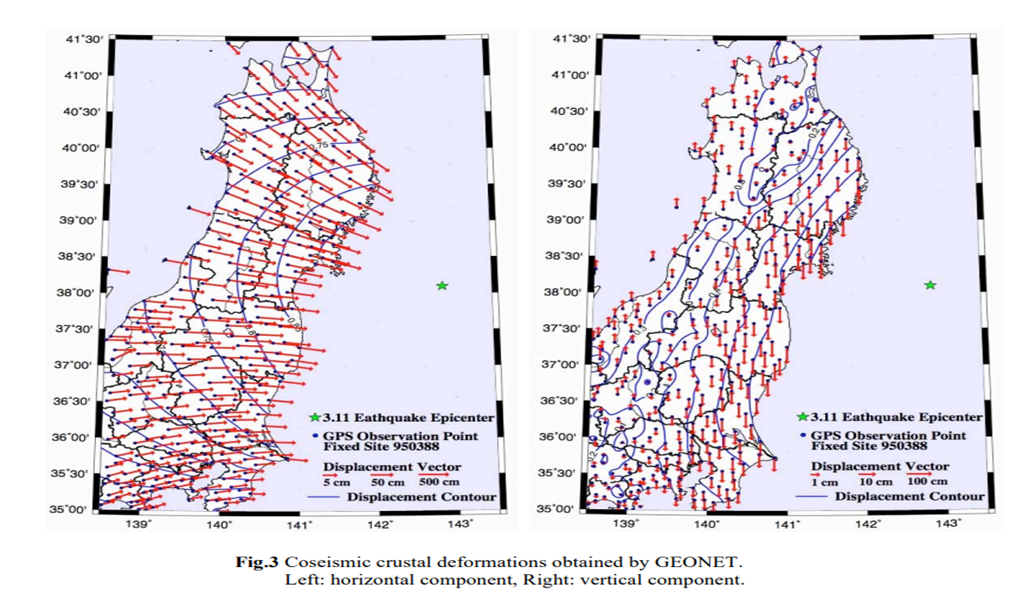 41°30'
41°00'
40°30'
40°00'
39°30'
39°00'
38°30'
38°00'
37°30'
37°00'
36°30'
36°00'
35°30'
35°00'
139°
140°
141°
142°
143°
0.75
★ 3.11 Eathquake Epicenter
• GPS Observation Point
Fixed Site 950388
Displacement Vector
5 cm 50 cm 500 cm
Displacement Contour
41°30'
41°00'
40°30'
40°00'
39°30'
39°00'
38°30'
38°00'
37°30'
37°00'
36°30'
36°00'
35°30'
35°00'
139°
140°
141°
142°
143°
★ 3.11 Eathquake Epicenter
• GPS Observation Point
Fixed Site 950388
Displacement Vector
1 cm 10 cm 100 cm
Displacement Contour
Fig.3 Coseismic crustal deformations obtained by GEONET.
Left: horizontal component, Right: vertical component.